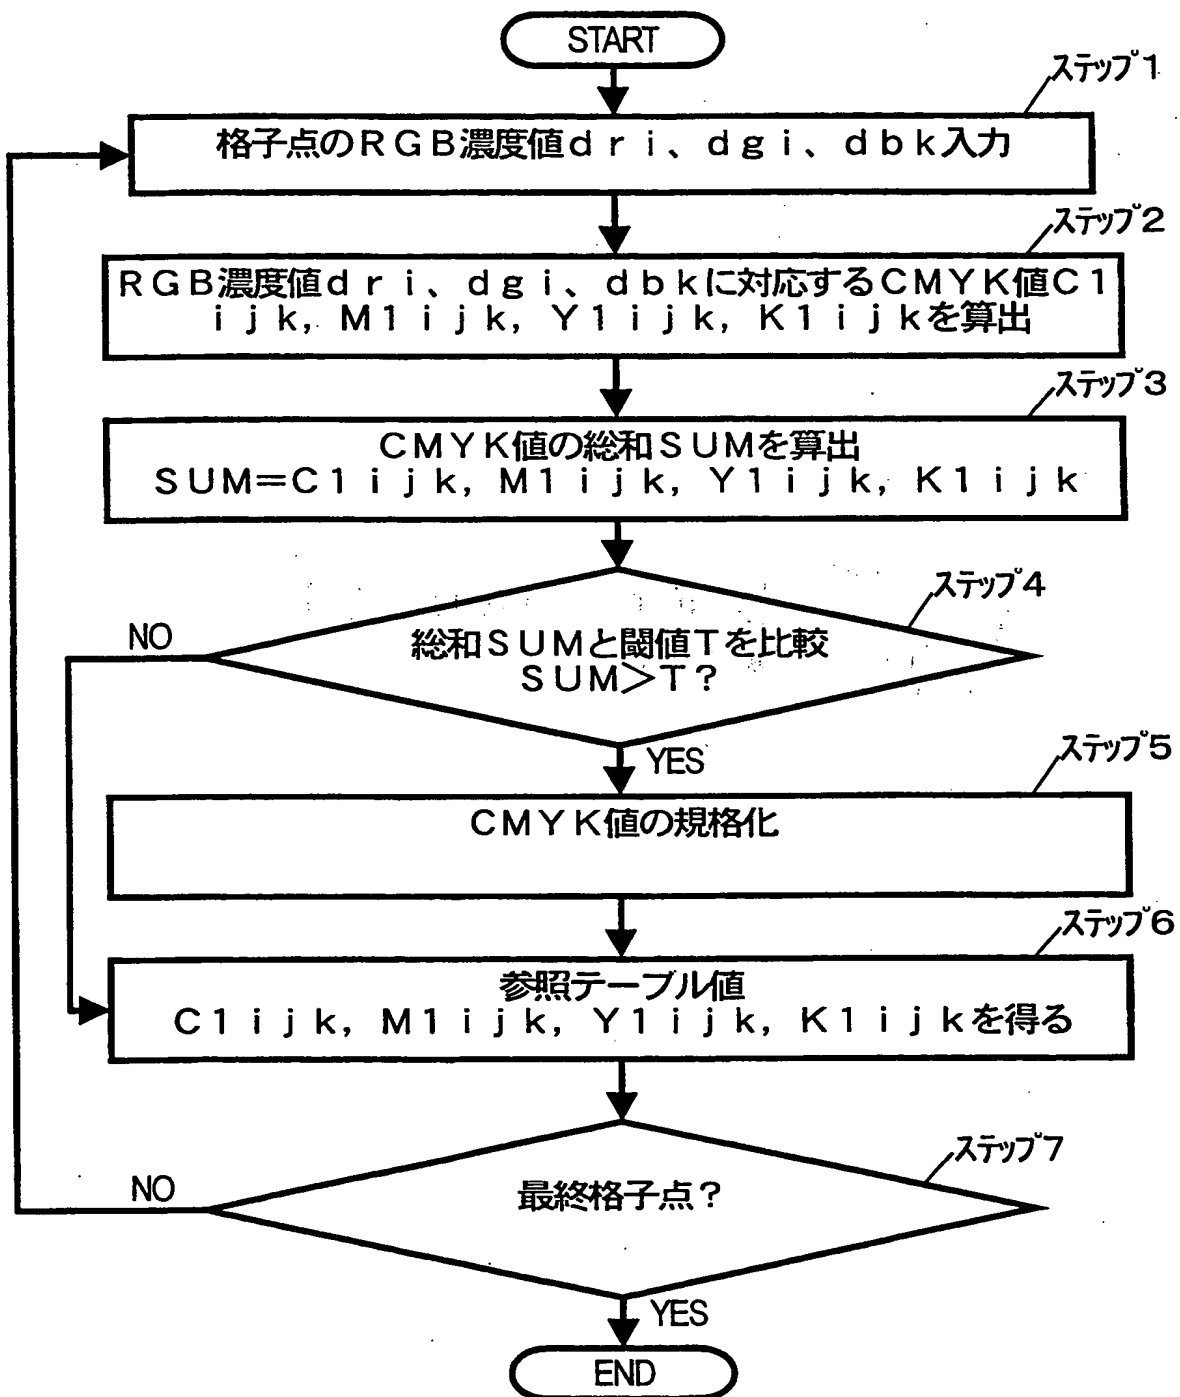 START
ステップ1
格子点のRGB濃度値dri、dgi、dbk入力
ステップ2
RGB濃度値dri、dgi、dbkに対応するCMYK値C1
ijk, M1ijk, Y1ijk, K1ijkを算出
ステップ3
CMYK値の総和SUMを算出
SUM=C1ijk, M1ijk, Y1ijk, K1ijk
ステップ4
NO
総和SUMと閾値Tを比較
SUM>T?
YES
ステップ5
CMYK値の規格化
ステップ6
参照テーブル値
C1ijk, M1ijk, Y1ijk, K1ijkを得る
ステップ7
NO
最終格子点?
YES
END